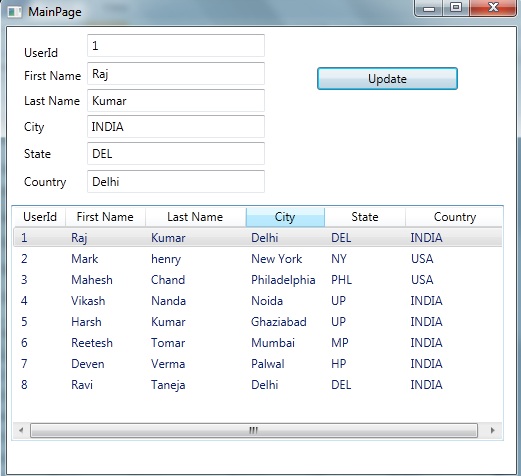 MainPage
UserId 1
First Name Raj
Update
Last Name Kumar
City INDIA
State DEL
Country Delhi
UserId First Name Last Name City State Country
1 Raj Kumar Delhi DEL INDIA
2 Mark henry New York NY USA
3 Mahesh Chand Philadelphia PHL USA
4 Vikash Nanda Noida UP INDIA
5 Harsh Kumar Ghaziabad UP INDIA
6 Reetesh Tomar Mumbai MP INDIA
7 Deven Verma Palwal HP INDIA
8 Ravi Taneja Delhi DEL INDIA